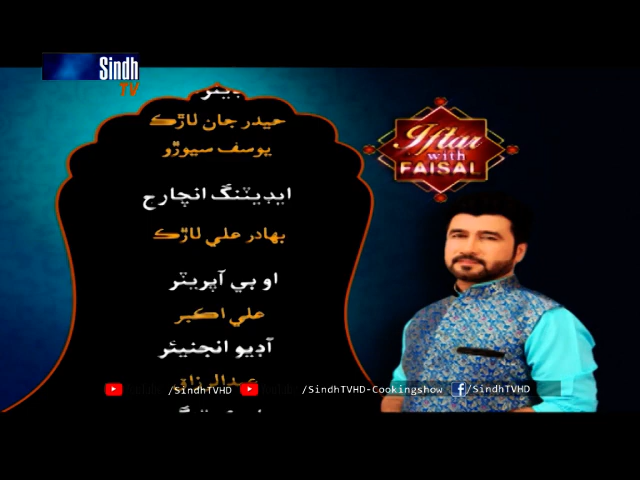 Sindh
TV
حيدر جان لاڙڪ
يوسف سيوڙو
ايڊيٽنگ انچارج
بهادر علي لاڙڪ
او بي آپريٽر
علي اڪبر
آڊيو انجنيئر
Iftar
with
FAISAL
/SindhTVHD
/SindhTVHD-Cookingshow
/SindhTVHD